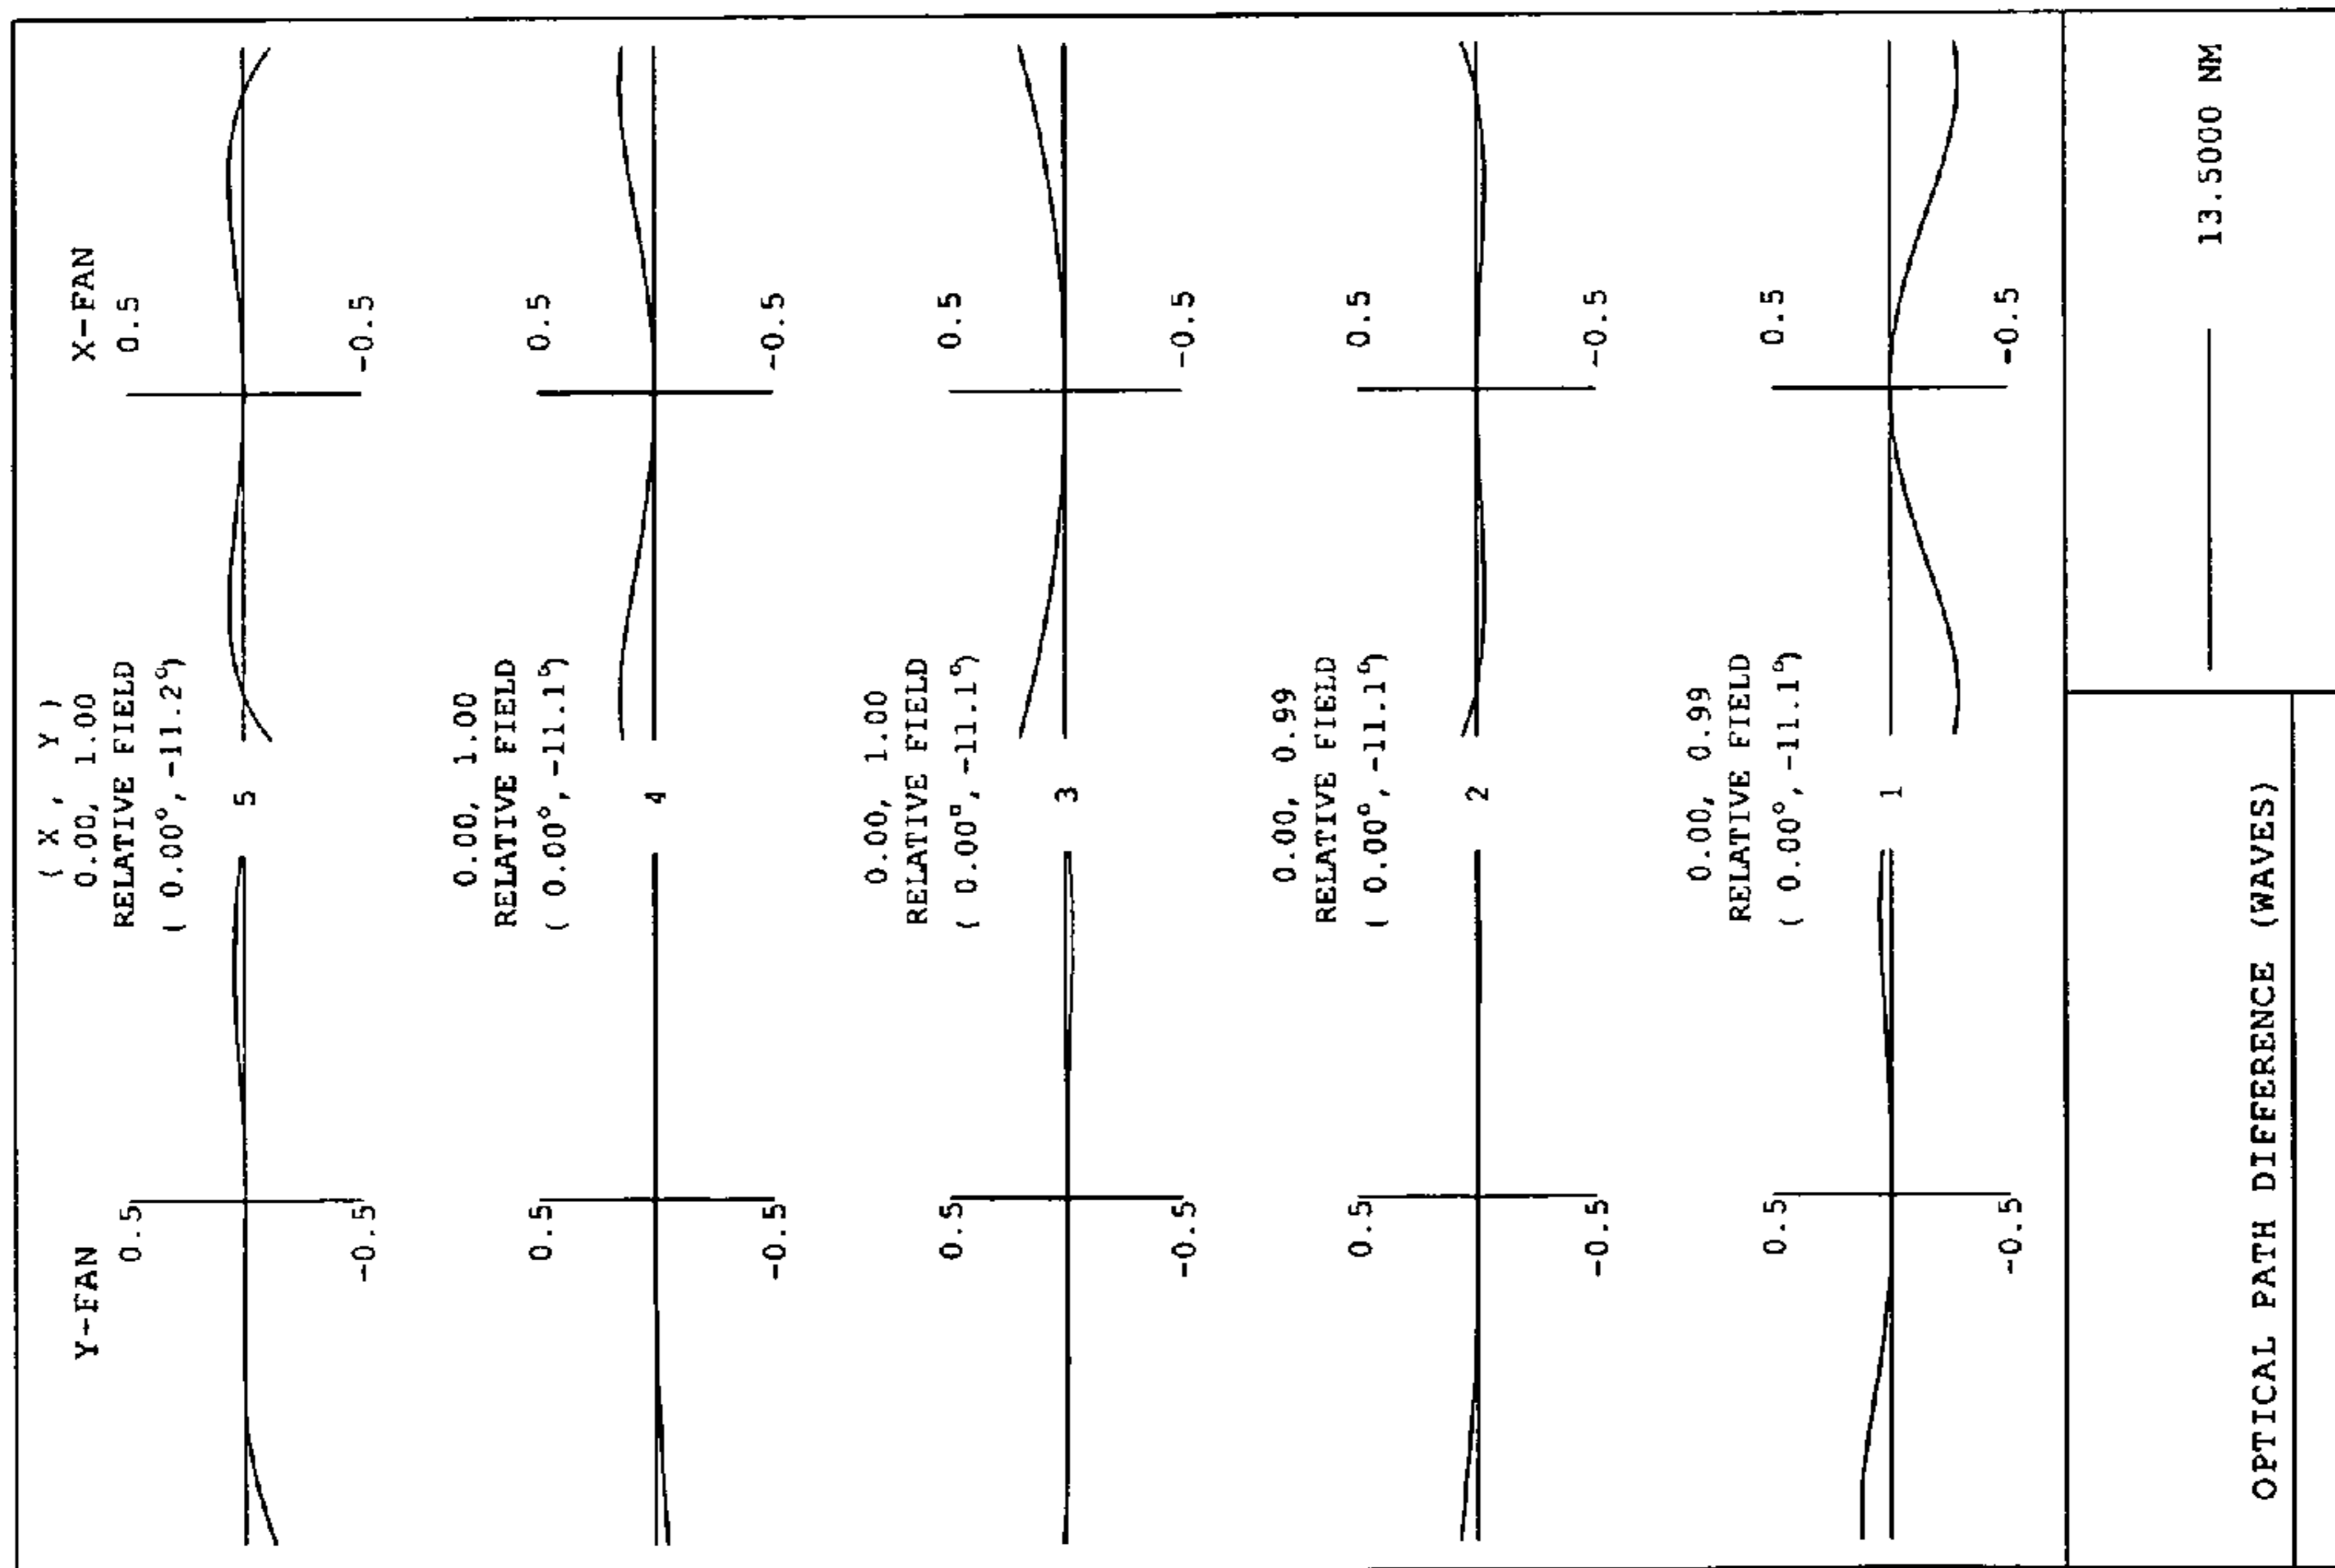 Y-FAN
X-FAN
( X , Y )
0.00, 1.00
RELATIVE FIELD
( 0.00°, -11.2°)
0.5
-0.5
5
0.5
-0.5
0.00, 1.00
RELATIVE FIELD
( 0.00°, -11.1°)
0.5
-0.5
4
0.5
-0.5
0.00, 1.00
RELATIVE FIELD
( 0.00°, -11.1°)
0.5
-0.5
3
0.5
-0.5
0.00, 0.99
RELATIVE FIELD
( 0.00°, -11.1°)
0.5
-0.5
2
0.5
-0.5
0.00, 0.99
RELATIVE FIELD
( 0.00°, -11.1°)
0.5
-0.5
1
0.5
-0.5
OPTICAL PATH DIFFERENCE (WAVES)
13.5000 NM